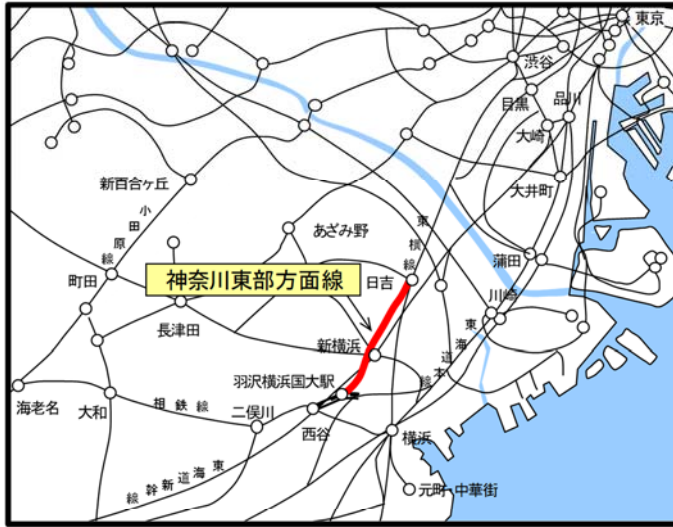 東京
渋谷
目黒
品川
大崎
大井町
新百合ヶ丘
小田原線
あざみ野
東横線
蒲田
町田
神奈川東部方面線
日吉
川崎
長津田
新横浜
東海道本線
羽沢横浜国大駅
海老名
大和
相鉄線
二俣川
西谷
横浜
東海道新幹線
元町・中華街